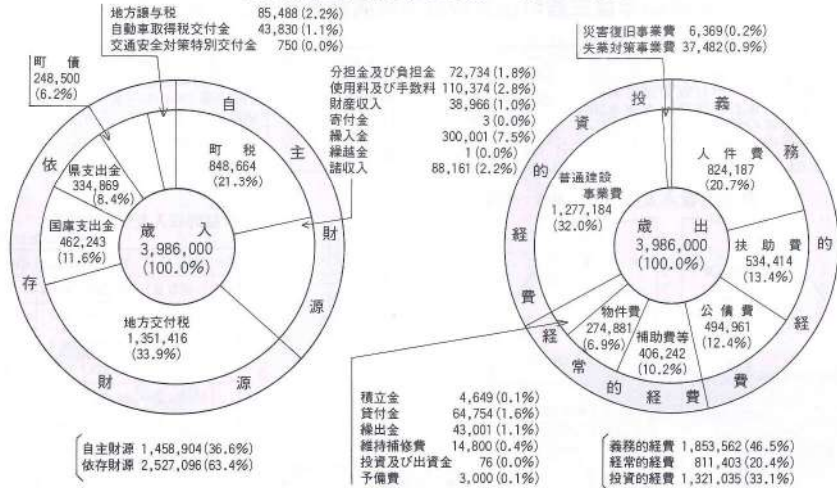 地方譲与税 85,488(2.2%)
自動車取得税交付金 43,830(1.1%)
交通安全対策特別交付金 750(0.0%)
町債
248,500
(6.2%)
分担金及び負担金 72,734(1.8%)
使用料及び手数料 110,374(2.8%)
財産収入 38,966(1.0%)
寄付金 3(0.0%)
繰入金 300,001(7.5%)
繰越金 1(0.0%)
諸収入 88,161(2.2%)
自主財源
依存財源
町税
848,664
(21.3%)
県支出金
334,869
(8.4%)
国庫支出金
462,243
(11.6%)
地方交付税
1,351,416
(33.9%)
歳入
3,986,000
(100.0%)
自主財源 1,458,904(36.6%)
依存財源 2,527,096(63.4%)
災害復旧事業費 6,369(0.2%)
失業対策事業費 37,482(0.9%)
義務的経費
投資的経費
経常的経費
人件費
824,187
(20.7%)
普通建設
事業費
1,277,184
(32.0%)
歳出
3,986,000
(100.0%)
扶助費
534,414
(13.4%)
公債費
494,961
(12.4%)
物件費
274,881
(6.9%)
補助費等
406,242
(10.2%)
積立金 4,649(0.1%)
貸付金 64,754(1.6%)
繰出金 43,001(1.1%)
維持補修費 14,800(0.4%)
投資及び出資金 76(0.0%)
予備費 3,000(0.1%)
義務的経費 1,853,562(46.5%)
経常的経費 811,403(20.4%)
投資的経費 1,321,035(33.1%)